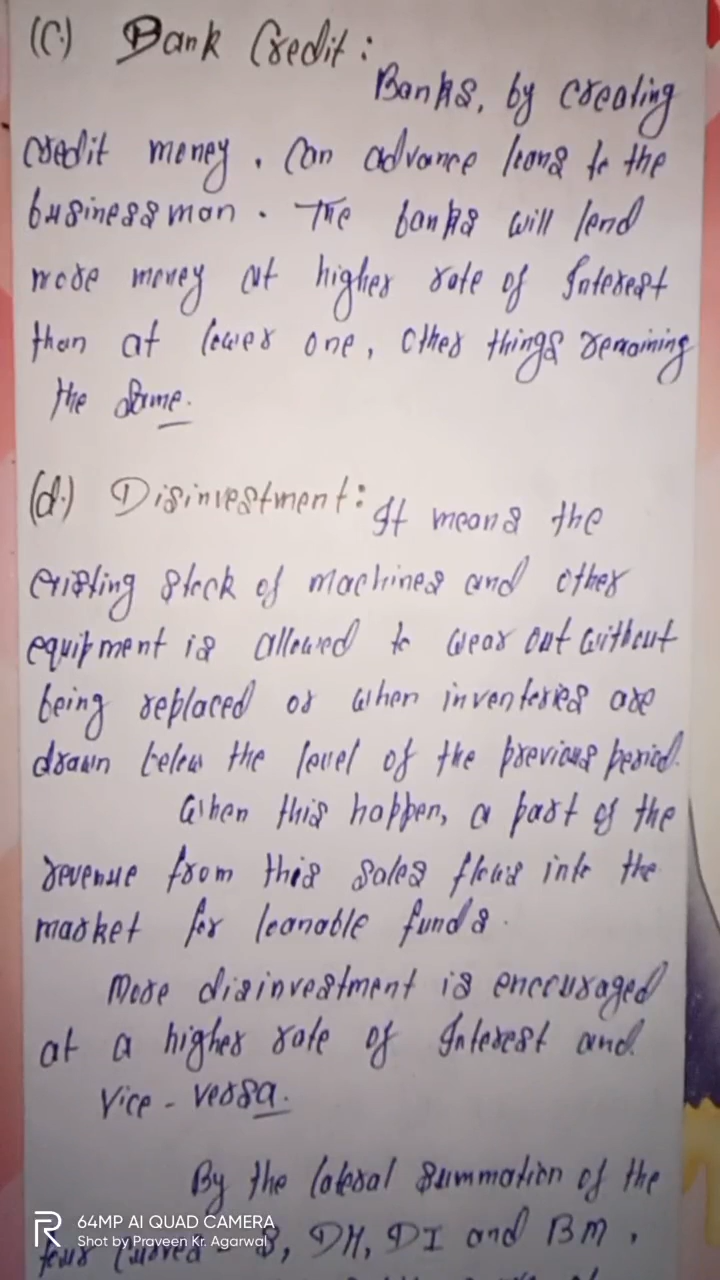 (C.) Bank Credit :
Banks, by creating
credit money, Can advance loans to the
businessman. The banks will lend
more money at higher rate of Interest
than at lower one, other things remaining
the Same.
(d.) Disinvestment: It means the
existing stock of machines and other
equipment is allowed to wear out without
being replaced or when inventories are
drawn below the level of the previous period.
When this happen, a part of the
revenue from this sales flows into the
market for loanable funds.
More disinvestment is encouraged
at a higher rate of Interest and
Vice-versa.
By the lateral Summation of the
four curves - , DH, DI and BM,
64MP AI QUAD CAMERA
Shot by Praveen Kr. Agarwal